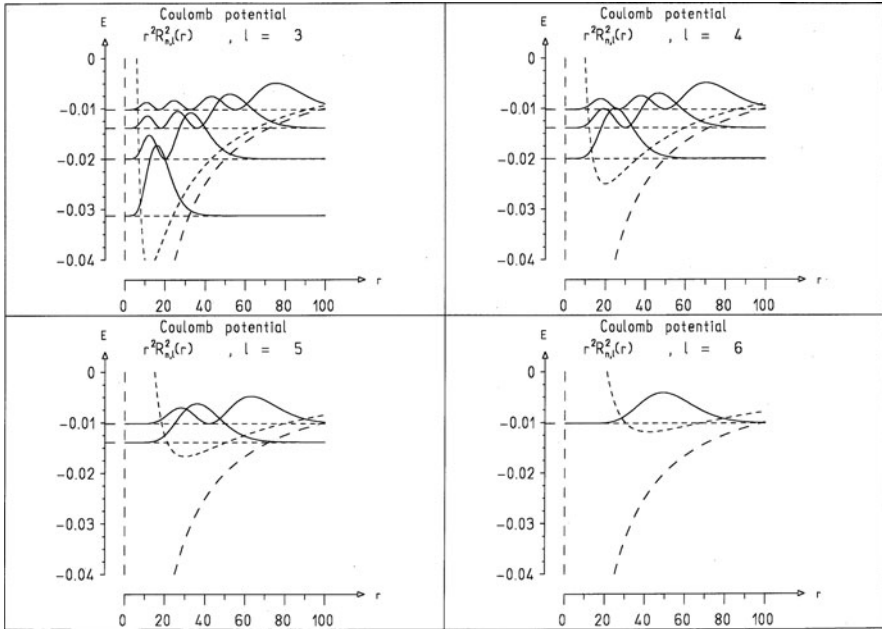 Coulomb potential
r²R²ₙ,ₗ(r) , l = 3
E
0
-0.01
-0.02
-0.03
-0.04
r
0 20 40 60 80 100
Coulomb potential
r²R²ₙ,ₗ(r) , l = 4
E
0
-0.01
-0.02
-0.03
-0.04
r
0 20 40 60 80 100
Coulomb potential
r²R²ₙ,ₗ(r) , l = 5
E
0
-0.01
-0.02
-0.03
-0.04
r
0 20 40 60 80 100
Coulomb potential
r²R²ₙ,ₗ(r) , l = 6
E
0
-0.01
-0.02
-0.03
-0.04
r
0 20 40 60 80 100